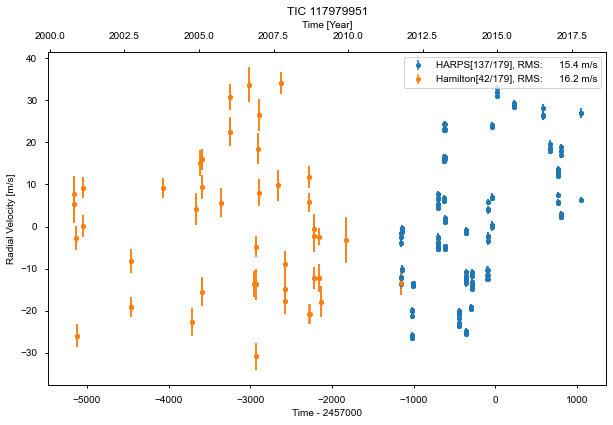 TIC 117979951
Time [Year]
2000.0 2002.5 2005.0 2007.5 2010.0 2012.5 2015.0 2017.5
HARPS[137/179], RMS: 15.4 m/s
Hamilton[42/179], RMS: 16.2 m/s
Radial Velocity [m/s]
40
30
20
10
0
−10
−20
−30
−5000 −4000 −3000 −2000 −1000 0 1000
Time - 2457000